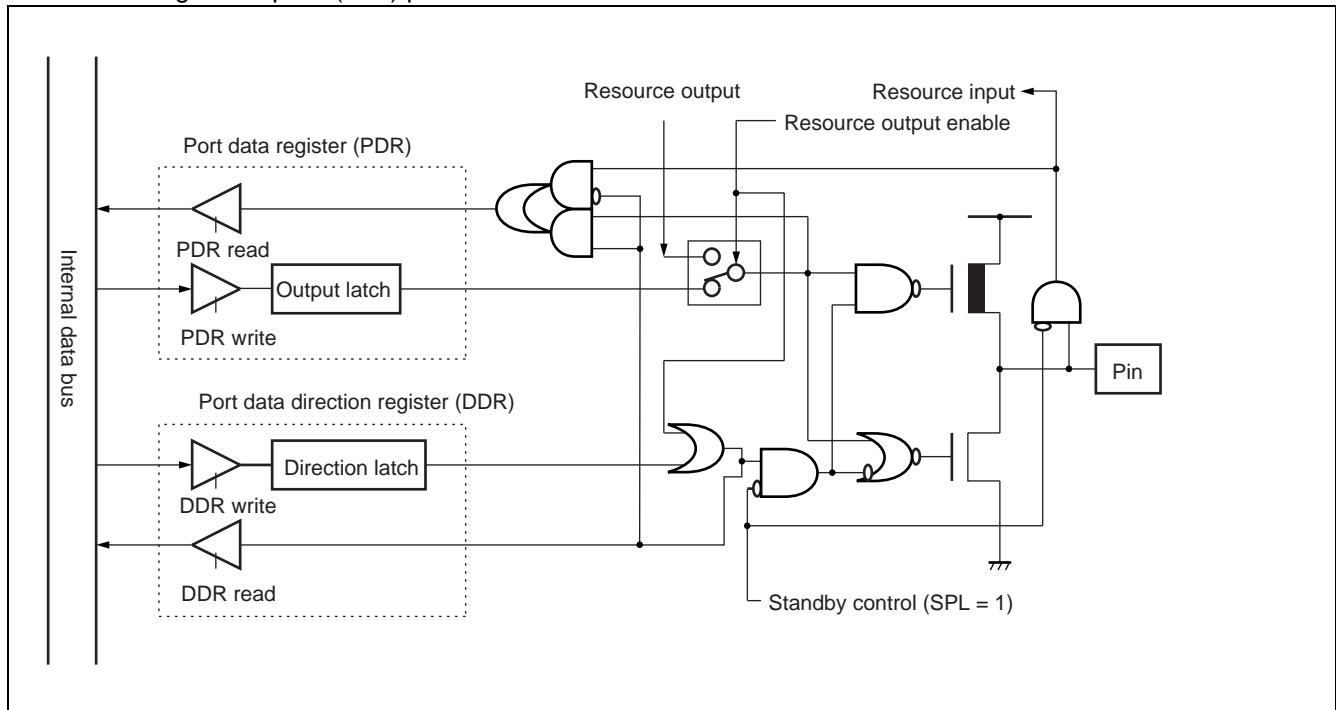 Resource output
Resource input
Resource output enable
Port data register (PDR)
PDR read
Output latch
PDR write
Internal data bus
Pin
Port data direction register (DDR)
Direction latch
DDR write
DDR read
Standby control (SPL = 1)